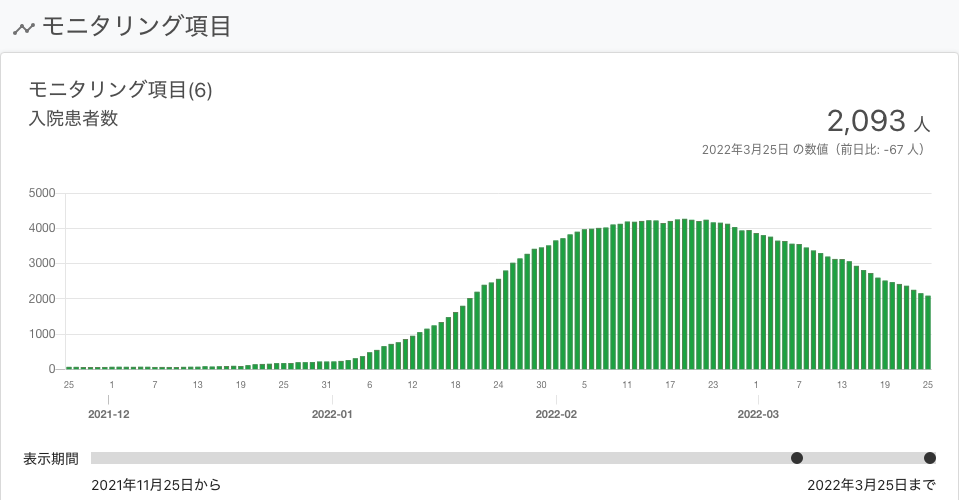 モニタリング項目
モニタリング項目(6)
入院患者数
2,093 人
2022年3月25日 の数値（前日比: -67 人）
5000
4000
3000
2000
1000
0
25 1 7 13 19 25 31 6 12 18 24 30 5 11 17 23 1 7 13 19 25
2021-12 2022-01 2022-02 2022-03
表示期間
2021年11月25日から 2022年3月25日まで